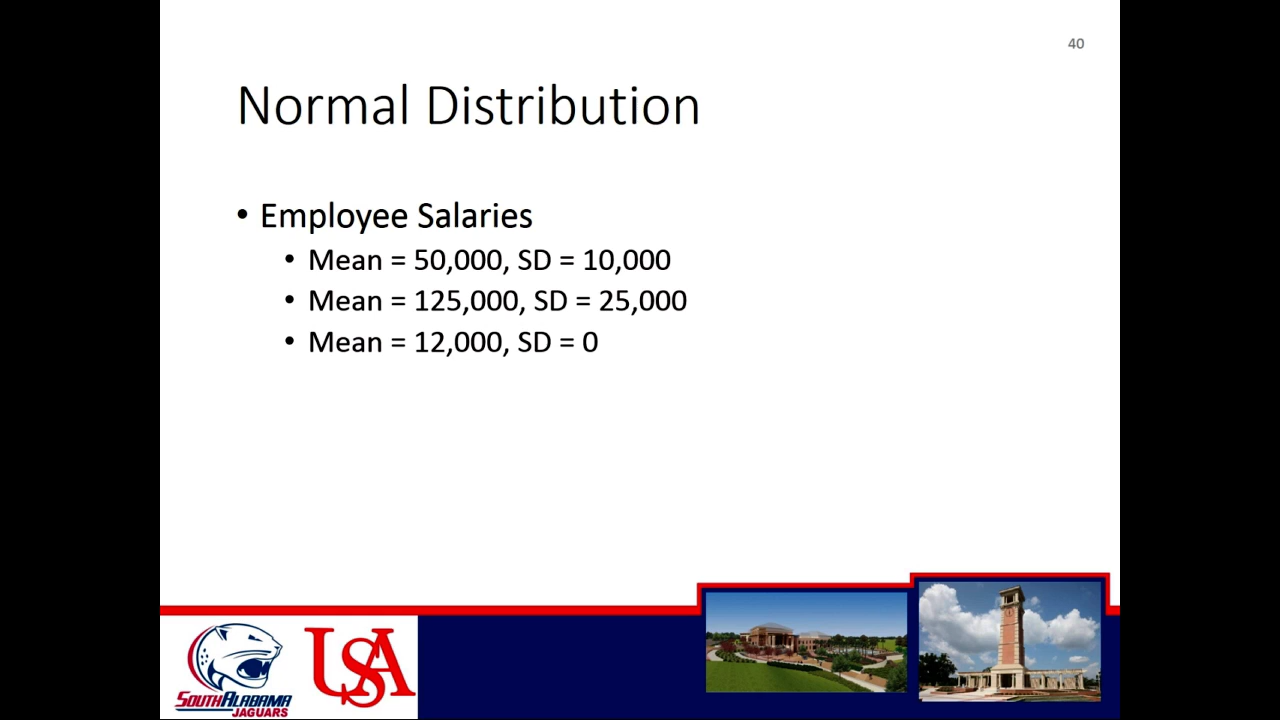 40
Normal Distribution
• Employee Salaries
• Mean = 50,000, SD = 10,000
• Mean = 125,000, SD = 25,000
• Mean = 12,000, SD = 0
SOUTH ALABAMA
JAGUARS
USA